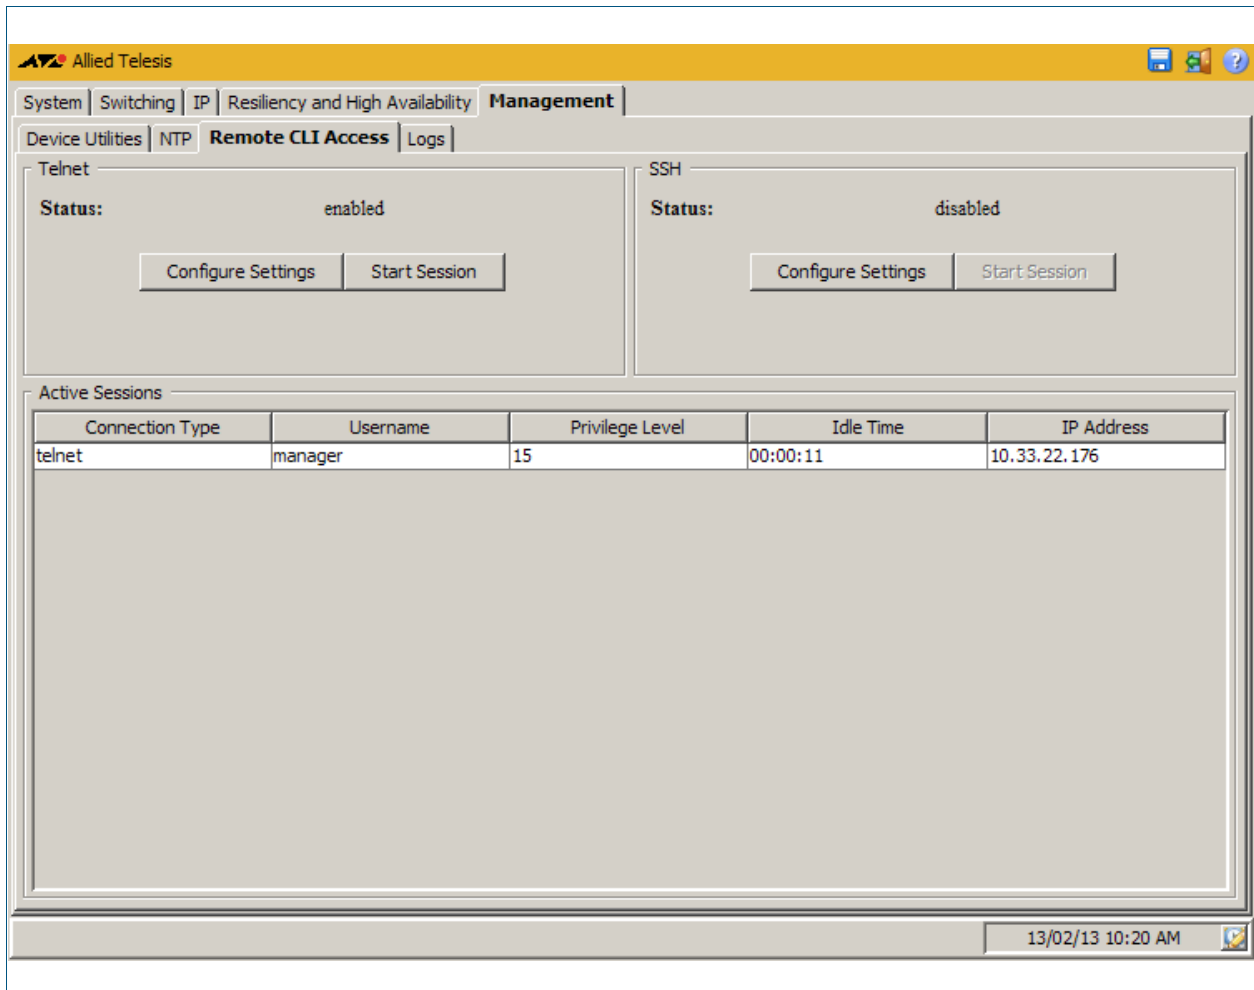 Allied Telesis
System Switching IP Resiliency and High Availability Management
Device Utilities NTP Remote CLI Access Logs
Telnet
Status: enabled
Configure Settings Start Session
SSH
Status: disabled
Configure Settings Start Session
Active Sessions
Connection Type Username Privilege Level Idle Time IP Address
telnet manager 15 00:00:11 10.33.22.176
13/02/13 10:20 AM